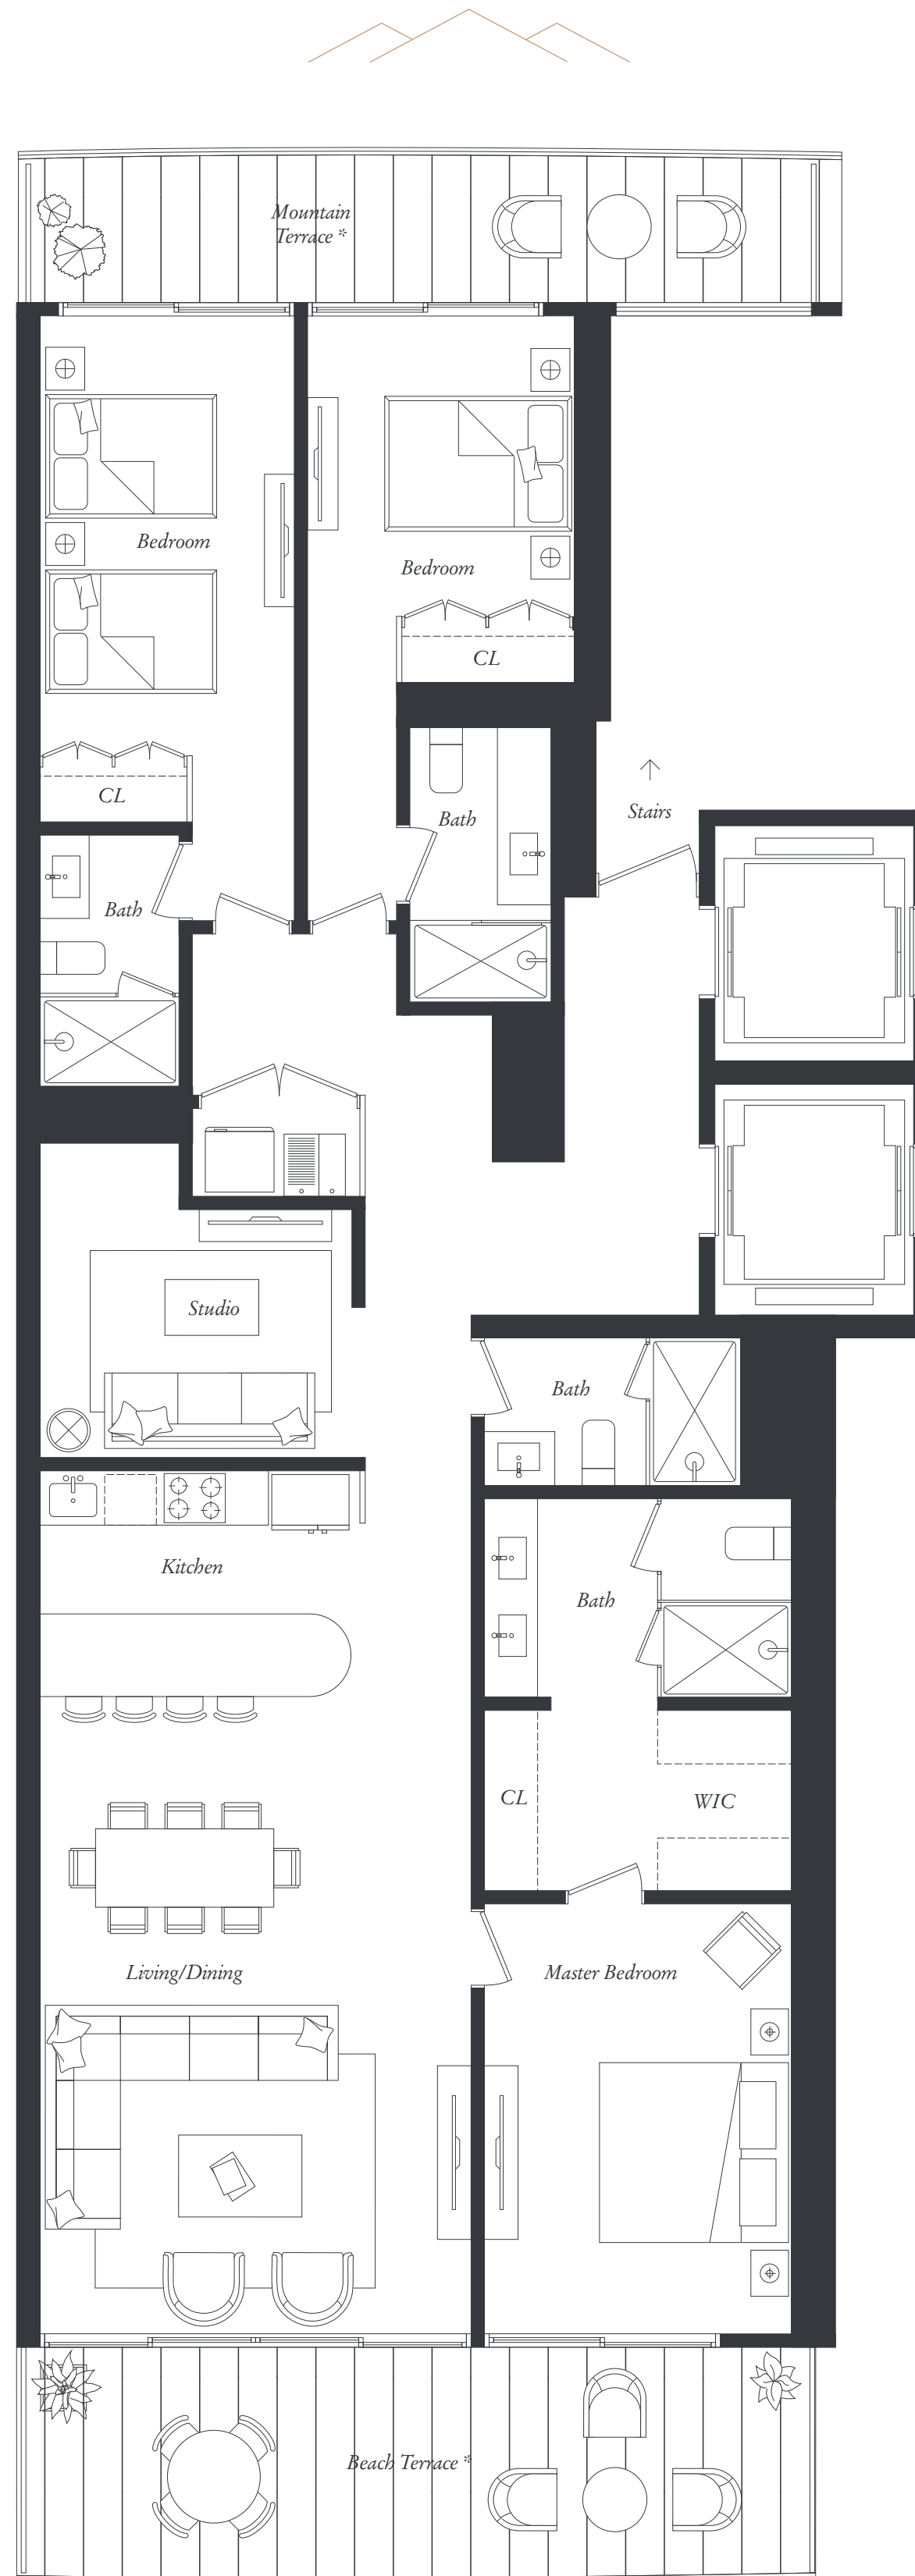 Mountain
Terrace *
Bedroom
Bedroom
CL
CL
Stairs
Bath
Bath
Studio
Bath
Kitchen
Bath
CL
WIC
Living/Dining
Master Bedroom
Beach Terrace *